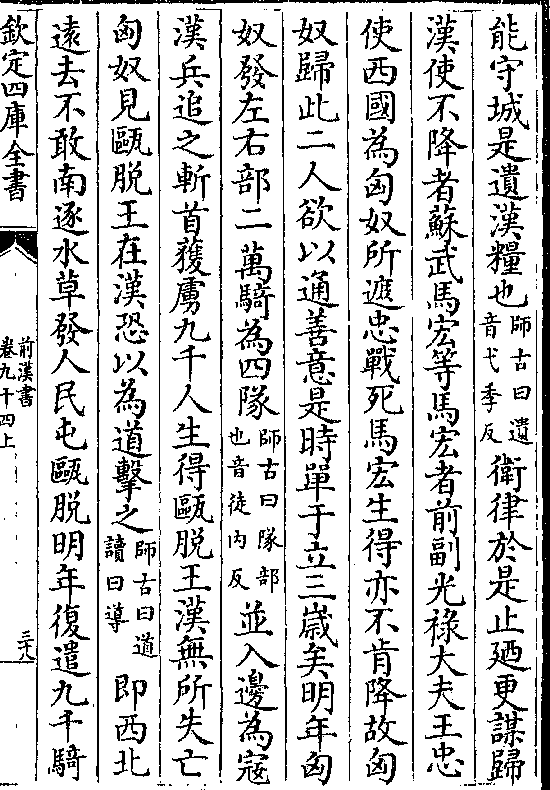 能守城是遺漢糧也師古曰遺音弋季反衛律於是止廼更謀歸
漢使不降者蘇武馬宏等馬宏者前副光祿大夫王忠
使西國為匈奴所遮忠戰死馬宏生得亦不肯降故匈
奴歸此二人欲以通善意是時單于立三歲矣明年匈
奴發左右部二萬騎為四隊師古曰隊部也音徒内反並入邊為寇
漢兵追之斬首獲虜九千人生得甌脱王漢無所失亡
匈奴見甌脱王在漢恐以為道擊之師古曰道讀曰導即西北
遠去不敢南逐水草發人民屯甌脱明年復遣九千騎
欽定四庫全書
前漢書
卷九十四上
三十八